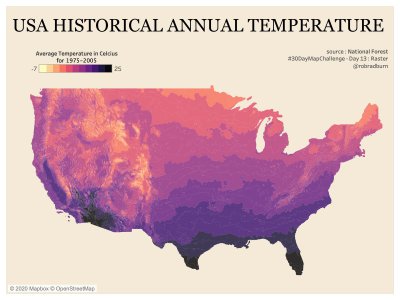 USA HISTORICAL ANNUAL TEMPERATURE
Average Temperature in Celcius
for 1975-2005
-7 25
source : National Forest
#30DayMapChallenge - Day 13 : Raster
@robradburn
© 2020 Mapbox © OpenStreetMap